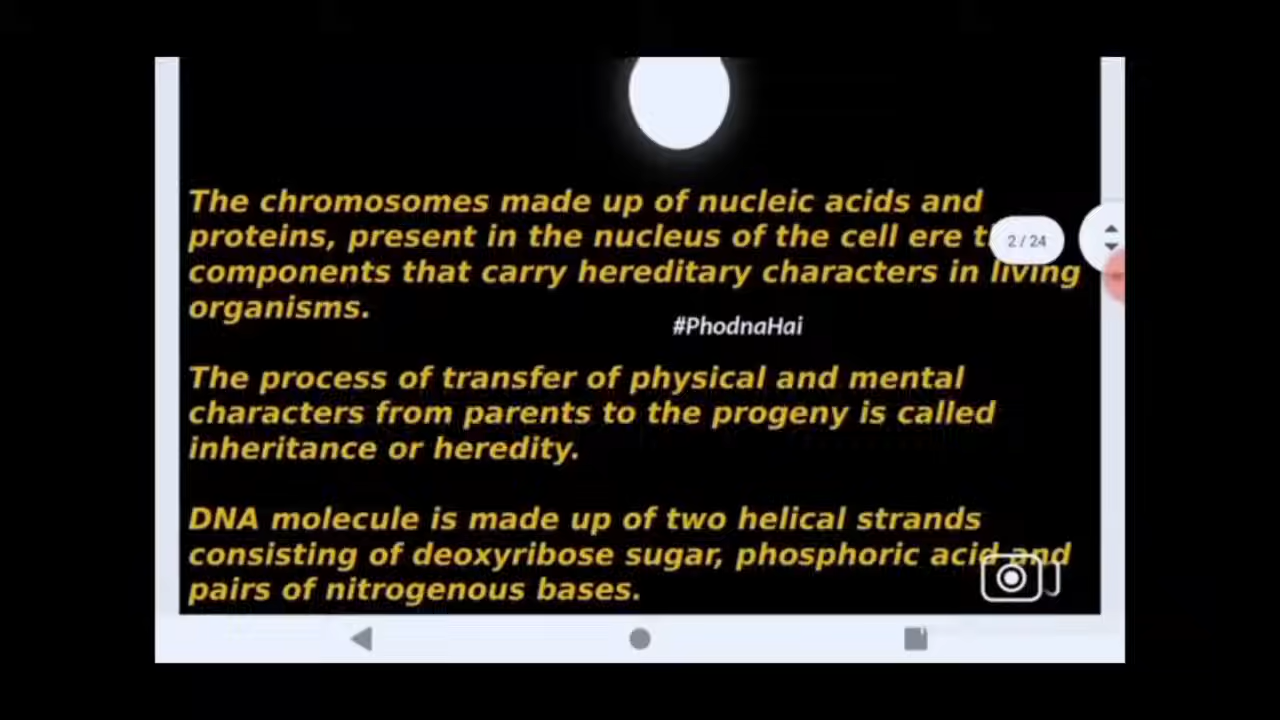 The chromosomes made up of nucleic acids and
proteins, present in the nucleus of the cell ere
2 / 24
components that carry hereditary characters in living
organisms.
#PhodnaHai
The process of transfer of physical and mental
characters from parents to the progeny is called
inheritance or heredity.
DNA molecule is made up of two helical strands
consisting of deoxyribose sugar, phosphoric acid and
pairs of nitrogenous bases.